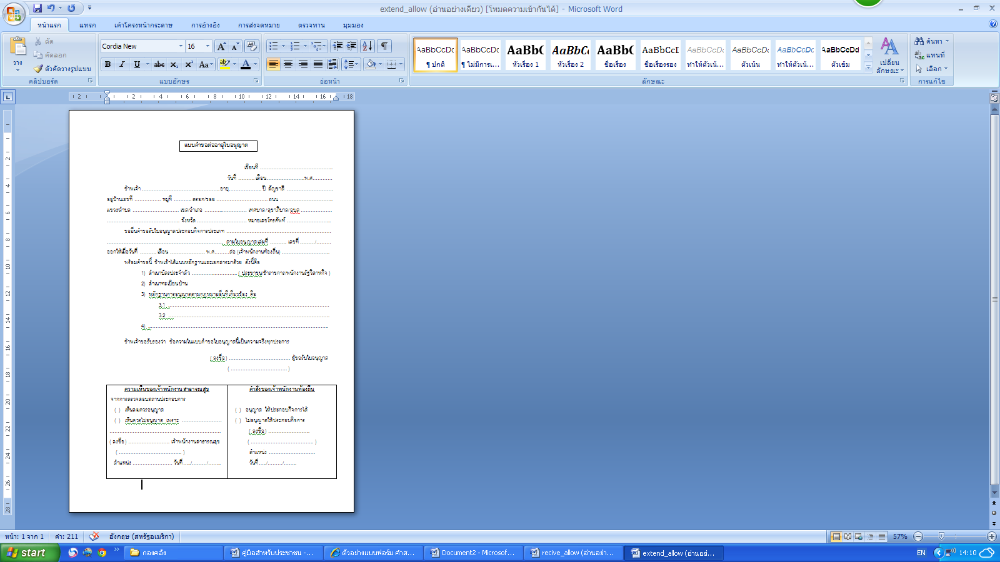 extend_allow (อ่านอย่างเดียว) [โหมดความเข้ากันได้] - Microsoft Word
หน้าแรก แทรก เค้าโครงหน้ากระดาษ การอ้างอิง การส่งจดหมาย ตรวจทาน มุมมอง
วาง ตัด คัดลอก ตัวคัดวางรูปแบบ คลิปบอร์ด
Cordia New 16
B I U abc X₂ X² Aa ab A
แบบอักษร ย่อหน้า
AaBbCcDc AaBbCcDc AaBbC AaBbCc AaBbC AaBbCcI AaBbCcDc AaBbCcDc AaBbCcDc AaBbCcDd
¶ ปกติ ¶ ไม่มีการเ... หัวเรื่อง 1 หัวเรื่อง 2 ชื่อเรื่อง ชื่อเรื่องรอง ทำให้ตัวเน้... ตัวเน้น ทำให้ตัวเน้... ตัวเข้ม
ลักษณะ
เปลี่ยนลักษณะ
ค้นหา
แทนที่
เลือก
การแก้ไข
2 2 4 6 8 10 12 14 16 18
แบบคำขอต่ออายุใบอนุญาต
เขียนที่ ............................................
วันที่ ..........เดือน.......................พ.ศ............
ข้าพเจ้า ................................................อายุ....................ปี สัญชาติ ............................
อยู่บ้านเลขที่ ................ หมู่ที่ ...........ตรอก/ซอย ................................ถนน ................................
แขวง/ตำบล ............................ เขต/อำเภอ .......................... เทศบาล/สุขาภิบาล/อบต ...................
............................................ จังหวัด .............................. หมายเลขโทรศัพท์ ...........................
ขอยื่นคำขอรับใบอนุญาตประกอบกิจการประเภท ................................................................
...................................................................... ตามใบอนุญาตเล่มที่ .......... เลขที่ ........./.........
ออกให้เมื่อวันที่ ..........เดือน ..................... พ.ศ.........ต่อ (เจ้าพนักงานท้องถิ่น) .............................
พร้อมคำขอนี้ ข้าพเจ้าได้แนบหลักฐานและเอกสารมาด้วย ดังนี้คือ
1) สำเนาบัตรประจำตัว ............................ ( ประชาชน/ข้าราชการ/พนักงานรัฐวิสาหกิจ )
2) สำเนาทะเบียนบ้าน
3) หลักฐานการอนุญาตตามกฎหมายอื่นที่เกี่ยวข้อง คือ
3.1 ..................................................................................................
3.2 ..................................................................................................
4) ..............................................................................................................
ข้าพเจ้าขอรับรองว่า ข้อความในแบบคำขอใบอนุญาตนี้เป็นความจริงทุกประการ
( ลงชื่อ ) ..................................... ผู้ขอรับใบอนุญาต
( .................................. )
ความเห็นของเจ้าพนักงานสาธารณสุข
จากการตรวจสอบสถานประกอบการ
( ) เห็นสมควรอนุญาต
( ) เห็นควรไม่อนุญาต เพราะ ........................
....................................................................
( ลงชื่อ ) ......................... เจ้าพนักงานสาธารณสุข
( ...................................... )
ตำแหน่ง ........................ วันที่...../........./........
คำสั่งของเจ้าพนักงานท้องถิ่น
( ) อนุญาต ให้ประกอบกิจการได้
( ) ไม่อนุญาตให้ประกอบกิจการ
( ลงชื่อ ) .........................
( ...................................... )
ตำแหน่ง ............................
วันที่...../........./........
2 4 6 8 10 12 14 16 18 20 22 24 26 28
หน้า: 1 จาก 1 คำ: 211 อังกฤษ (สหรัฐอเมริกา) 57%
start กองคลัง คู่มือสำหรับประชาชน -... ตัวอย่างแบบฟอร์ม คำส... Document2 - Microsof... recive_allow (อ่านอย่า... extend_allow (อ่านอย่... EN 14:10